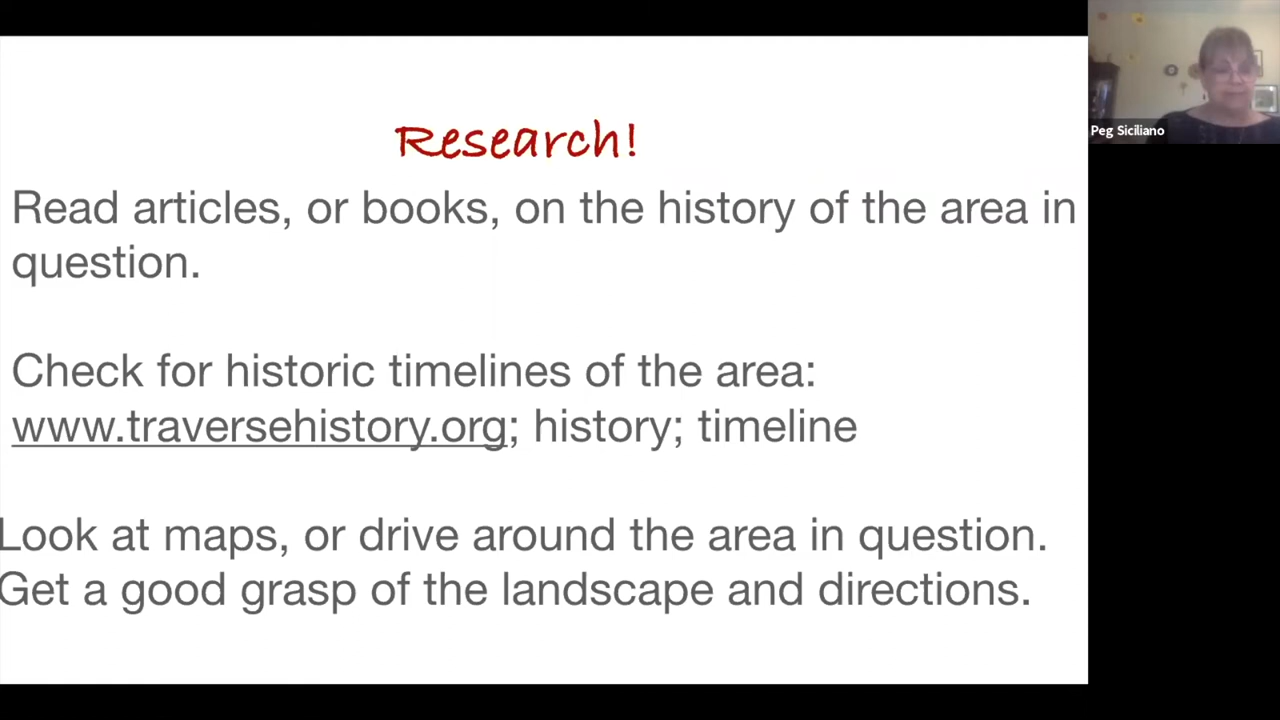 Research!
Read articles, or books, on the history of the area in
question.
Check for historic timelines of the area:
www.traversehistory.org; history; timeline
Look at maps, or drive around the area in question.
Get a good grasp of the landscape and directions.
Peg Siciliano